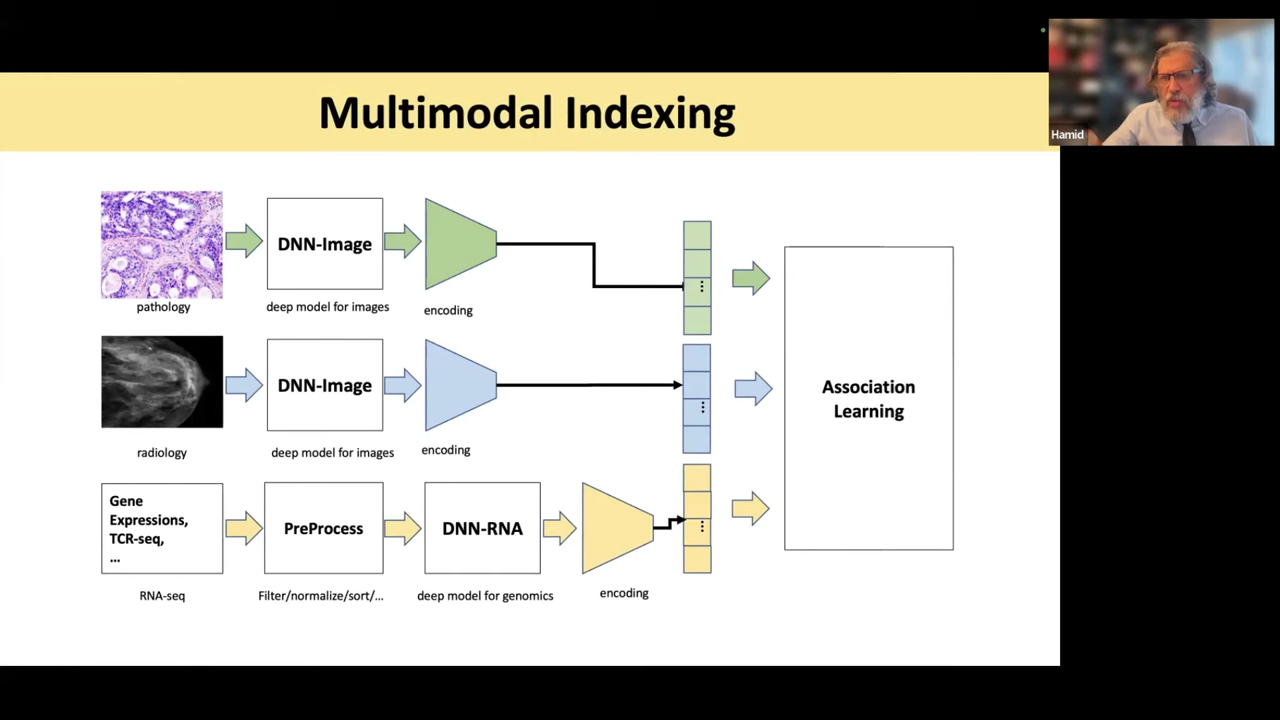 Multimodal Indexing
Hamid
DNN-Image
pathology
deep model for images
encoding
DNN-Image
radiology
deep model for images
encoding
Gene
Expressions,
TCR-seq,
...
PreProcess
DNN-RNA
RNA-seq
Filter/normalize/sort/...
deep model for genomics
encoding
Association
Learning